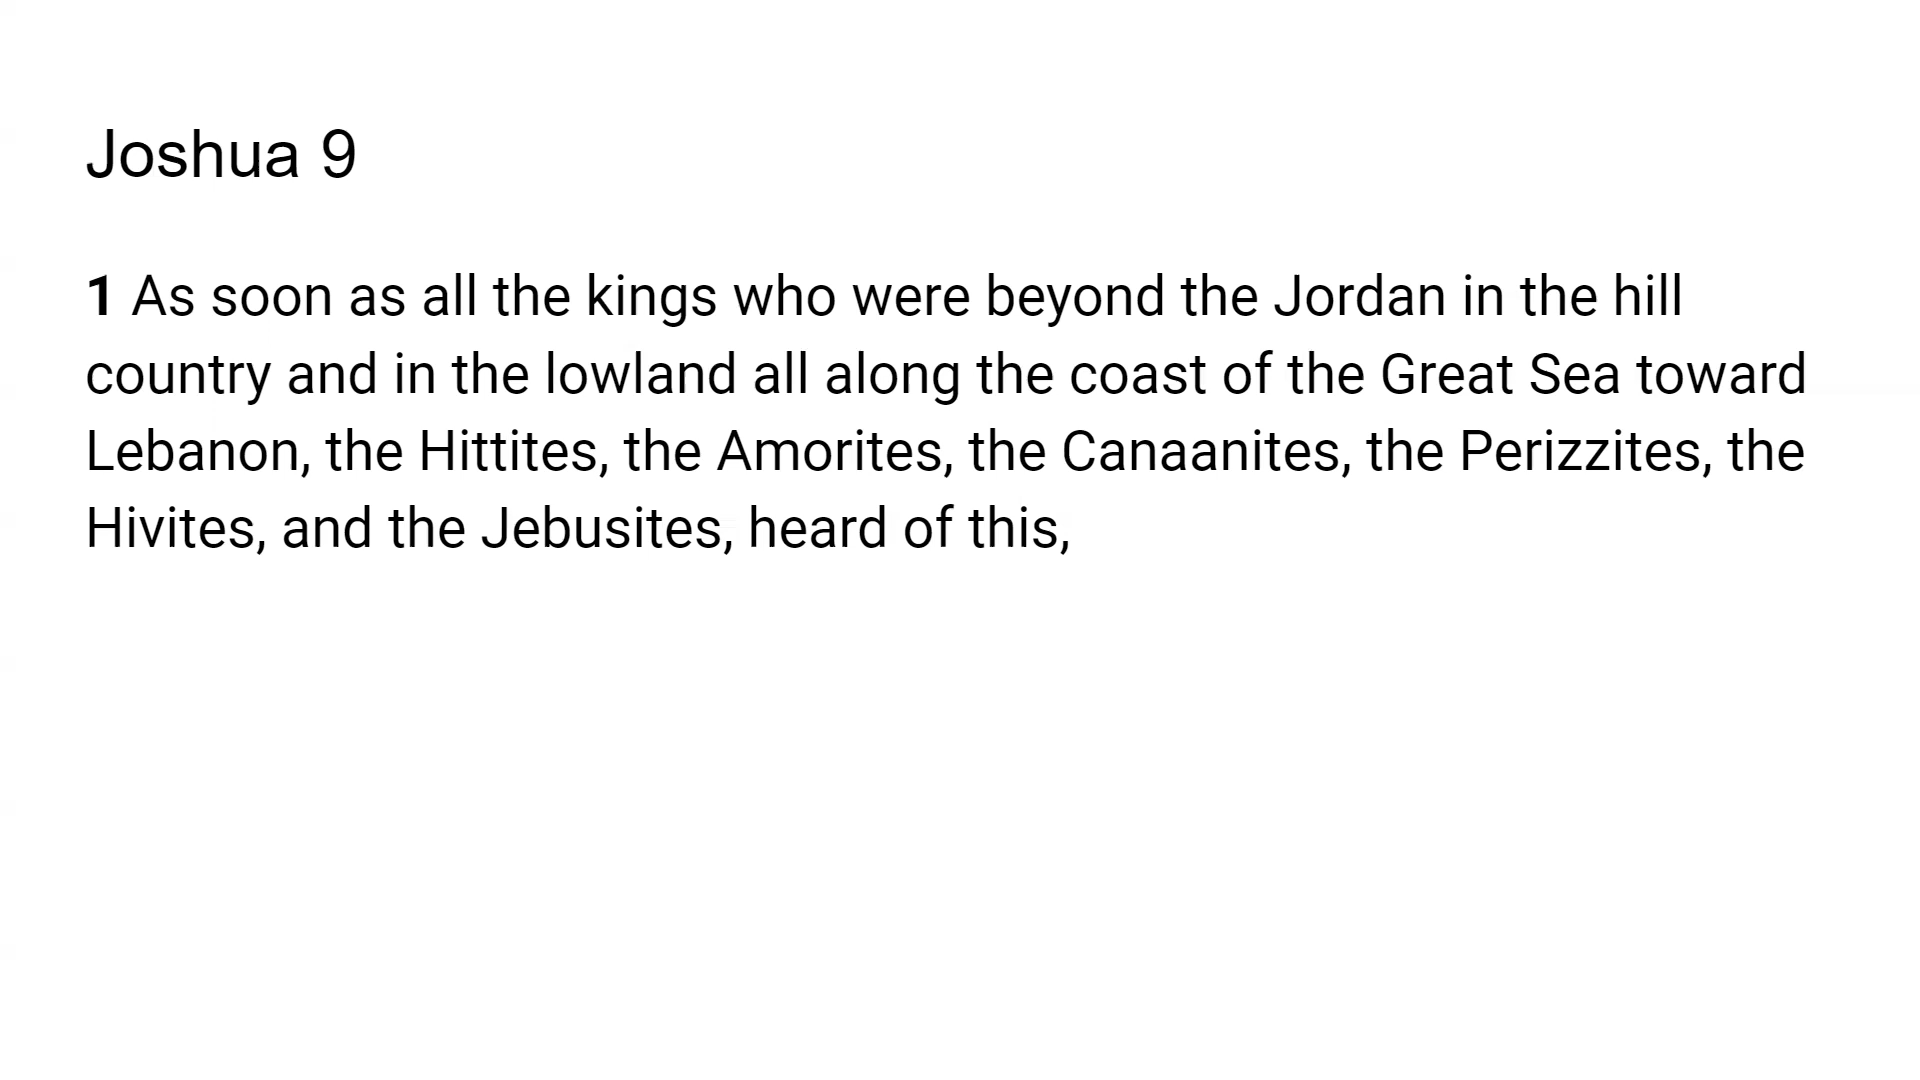 Joshua 9
1 As soon as all the kings who were beyond the Jordan in the hill
country and in the lowland all along the coast of the Great Sea toward
Lebanon, the Hittites, the Amorites, the Canaanites, the Perizzites, the
Hivites, and the Jebusites, heard of this,